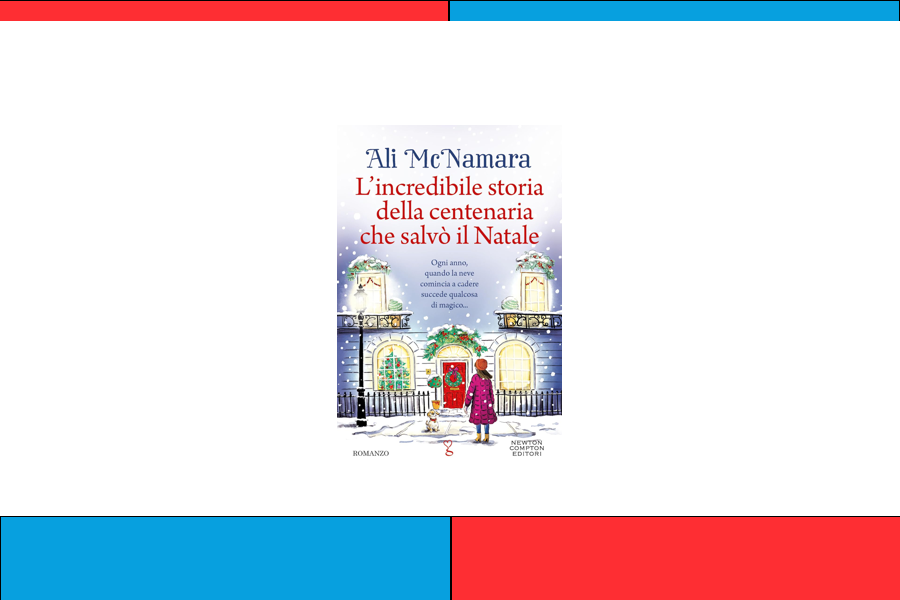 Ali McNamara
L'incredibile storia
della centenaria
che salvò il Natale
Ogni anno,
quando la neve
comincia a cadere
succede qualcosa
di magico...
ROMANZO
NEWTON
COMPTON
EDITORI